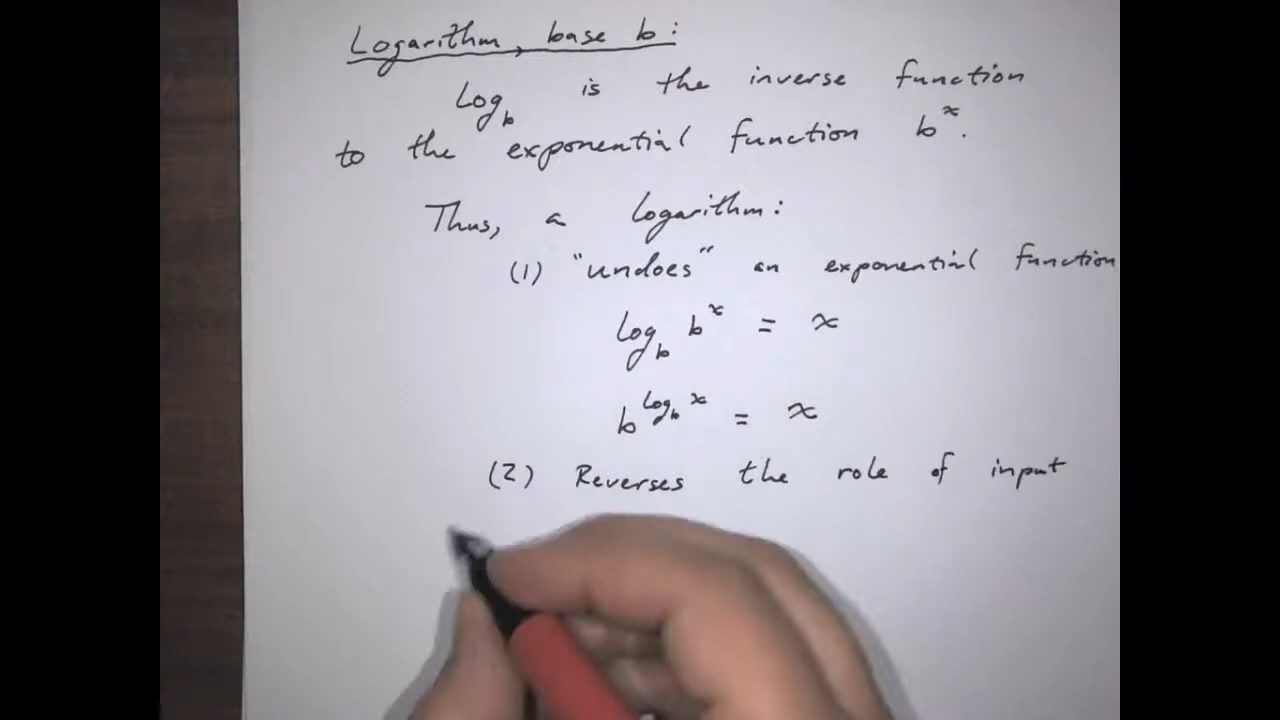 Logarithm, base b:
Log_b is the inverse function
to the exponential function b^x.
Thus, a logarithm:
(1) "undoes" an exponential function
log_b b^x = x
b^(log_b x) = x
(2) Reverses the role of input